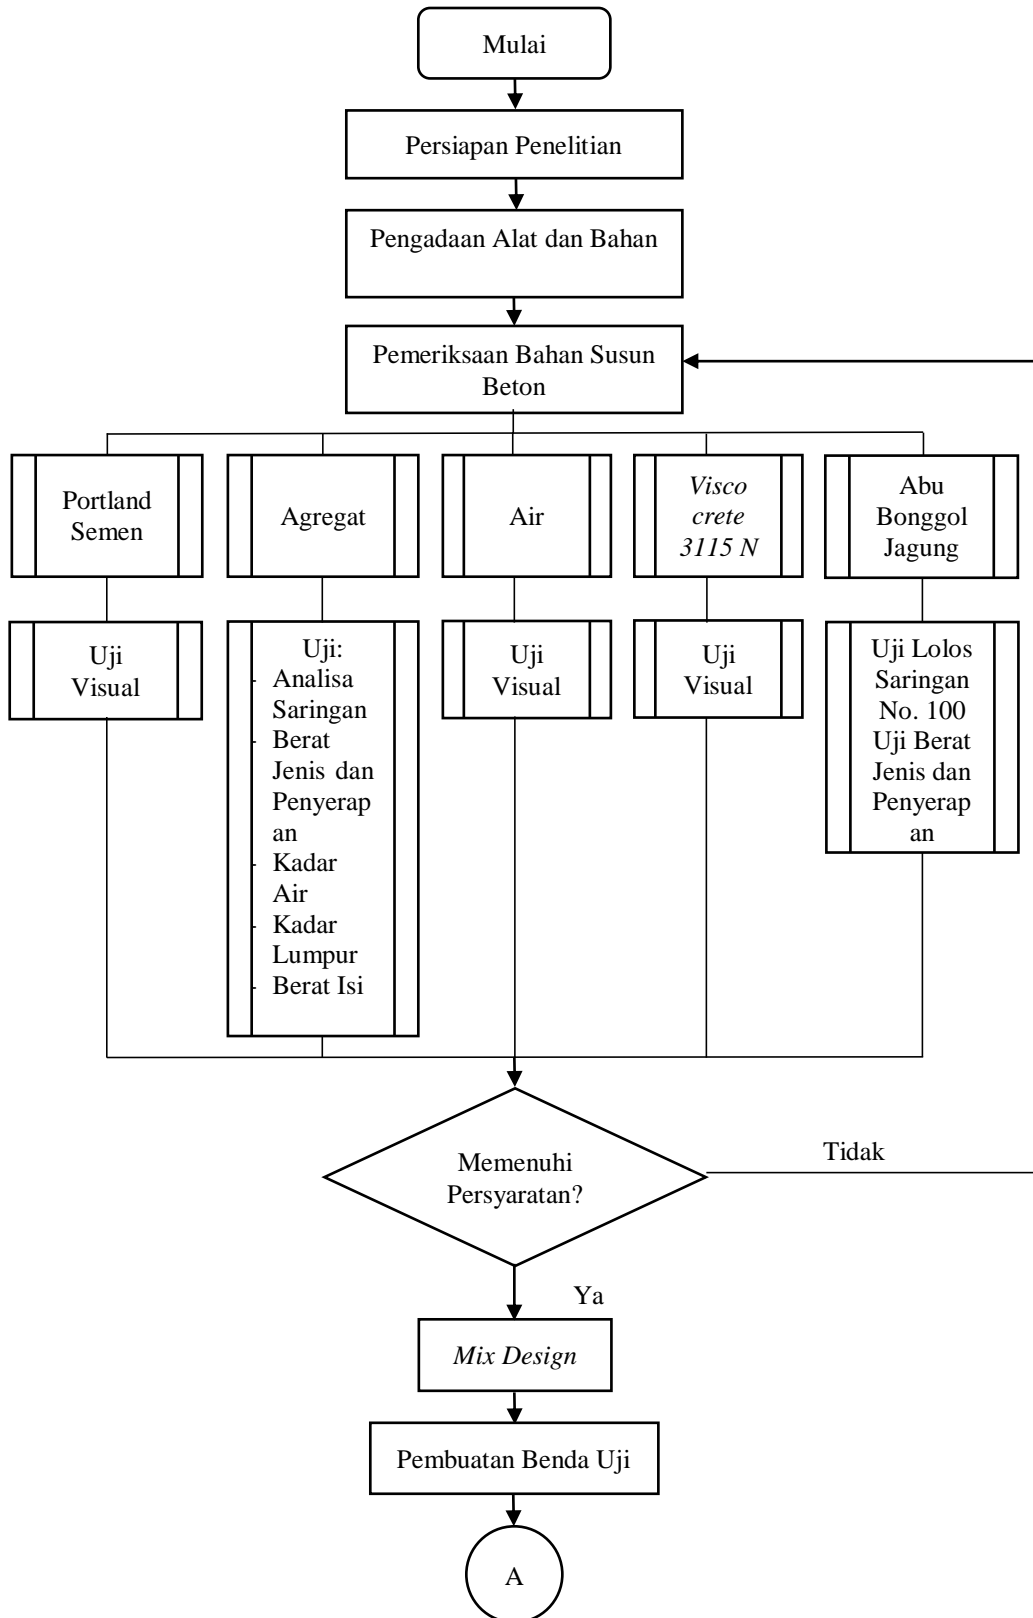 Mulai
Persiapan Penelitian
Pengadaan Alat dan Bahan
Pemeriksaan Bahan Susun
Beton
Portland
Semen
Agregat
Air
Visco
crete
3115 N
Abu
Bonggol
Jagung
Uji
Visual
Uji:
- Analisa
Saringan
- Berat
Jenis dan
Penyerap
an
- Kadar
Air
- Kadar
Lumpur
- Berat Isi
Uji
Visual
Uji
Visual
Uji Lolos
Saringan
No. 100
Uji Berat
Jenis dan
Penyerap
an
Memenuhi
Persyaratan?
Tidak
Ya
Mix Design
Pembuatan Benda Uji
A